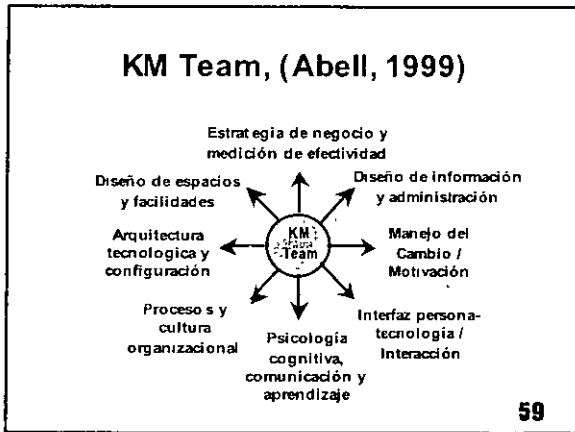 KM Team, (Abell, 1999)
Estrategia de negocio y
medición de efectividad
Diseño de espacios
y facilidades
Diseño de información
y administración
Arquitectura
tecnologica y
configuración
KM
Team
Manejo del
Cambio /
Motivación
Procesos y
cultura
organizacional
Psicología
cognitiva,
comunicación y
aprendizaje
Interfaz persona-
tecnología /
Interacción
59